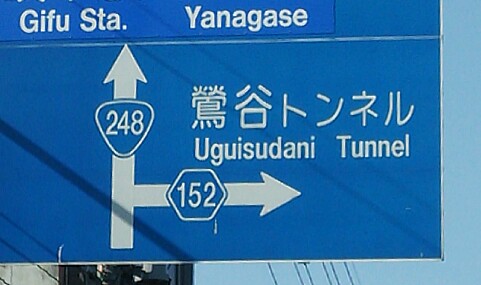 Gifu Sta. Yanagase
248
鶯谷トンネル
Uguisudani Tunnel
152